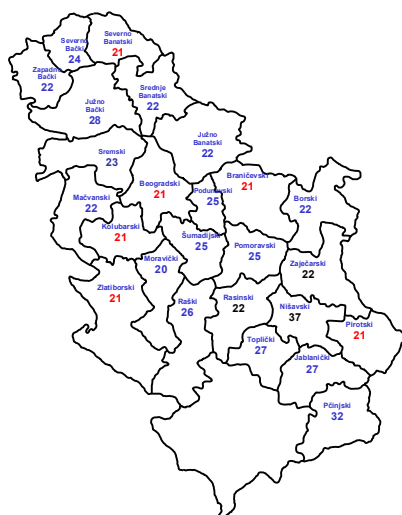 Severno
Banatski
21
Severno
Bački
24
Zapadno
Bački
22
Srednje
Banatski
22
Južno
Bački
28
Južno
Banatski
22
Sremski
23
Beogradski
21
Podunavski
25
Braničevski
21
Borski
22
Mačvanski
22
Kolubarski
21
Šumadijski
25
Pomoravski
25
Moravički
20
Zaječarski
22
Zlatiborski
21
Raški
26
Rasinski
22
Nišavski
37
Pirotski
21
Toplički
27
Jablanički
27
Pčinjski
32